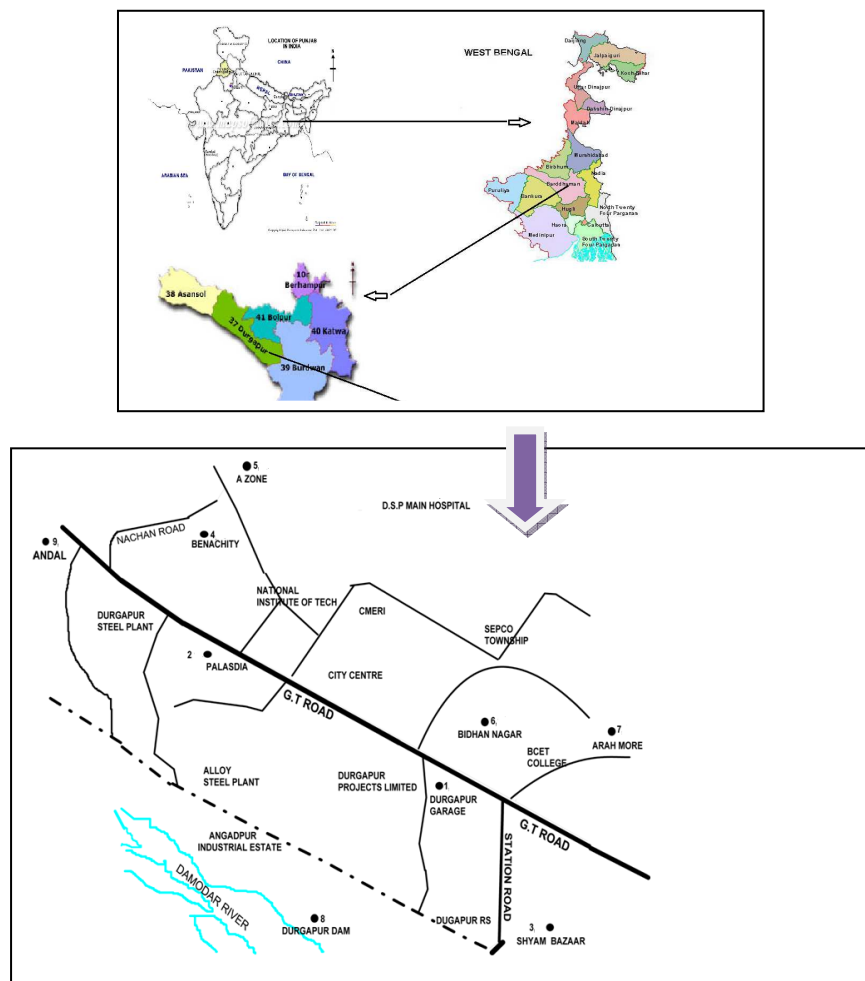 LOCATION OF PUNJAB
IN INDIA
CHINA
PAKISTAN
NEPAL
ARABIAN SEA
BAY OF BENGAL
WEST BENGAL
Jalpaiguri
Koch Bihar
Uttar Dinajpur
Dakshin Dinajpur
Maldah
Murshidabad
Birbhum
Nadia
Barddhaman
Puruliya
Bankura
Hugli
North Twenty
Four Parganas
Haora
Calcutta
Medinipur
South Twenty
Four Parganas
10
Berhampur
38 Asansol
41 Bolpur
37 Durgapur
40 Katwa
39 Burdwan
5,
A ZONE
D.S.P MAIN HOSPITAL
NACHAN ROAD
4
BENACHITY
9,
ANDAL
NATIONAL
INSTITUTE OF TECH
CMERI
DURGAPUR
STEEL PLANT
SEPCO
TOWNSHIP
2
PALASDIA
CITY CENTRE
G.T ROAD
6,
BIDHAN NAGAR
7
ARAH MORE
BCET
COLLEGE
ALLOY
STEEL PLANT
DURGAPUR
PROJECTS LIMITED
1,
DURGAPUR
GARAGE
G.T ROAD
ANGADPUR
INDUSTRIAL ESTATE
STATION ROAD
DAMODAR RIVER
8
DURGAPUR DAM
DUGAPUR RS
3,
SHYAM BAZAAR